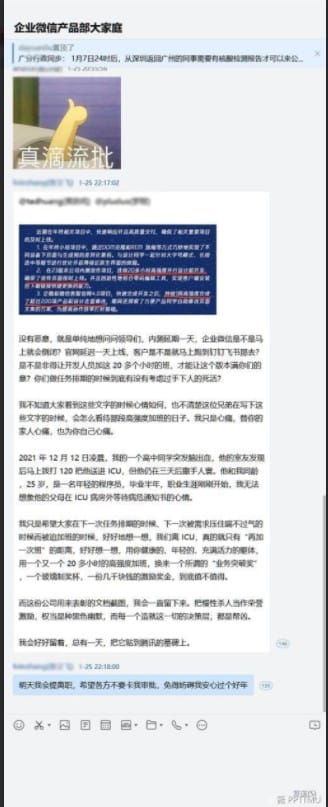 企业微信产品部大家庭
置顶了
广分行政同步： 1月7日24时后，从深圳返回广州的同事需要有核酸检测报告才可以来公...
真滴流批
1-25 22:17:02
没有恶意，就是单纯地想问问领导们，内测延期一天，企业微信是不是马
上就会倒闭？官网延迟一天上线，客户是不是就马上跑到钉钉飞书那去？
是不是非得让开发人员加这 20 多个小时的班，才能让这个版本满你们的
意？你们做任务排期的时候到底有没有考虑过手下人的死活？
我不知道大家看到这些文字的时候心情如何，也不清楚这位兄弟在写下这
些文字的时候，会怎么看待那段高强度加班的日子。我只是心痛，替你的
家人心痛，也为你自己心痛。
2021 年 12 月 12 日凌晨，我的一个高中同学突发脑出血，他的室友发现
后马上拨打 120 把他送进 ICU，但他仍在三天后撒手人寰。他和我同龄
，25 岁，是一名年轻的程序员，毕业半年，职业生涯刚刚开始，我无法
想象他的父母在 ICU 病房外等待病危通知书的心情。
我只是希望大家在下一次任务排期的时候、下一次被需求压住喘不过气的
时候而被迫加班的时候，好好地想一想，我们离 ICU，真的就只有“再加
一次班”的距离，好好想一想，用你健康的、年轻的、充满活力的躯体，
用一个又一个 20 多小时的高强度加班，换来一个所谓的“业务突破奖”
，一个玻璃制奖杯，一份几千块钱的激励奖金，到底值不值得。
而这份公司用来表彰的文档截图，我会一直留下来。把慢性杀人当作荣誉
激励，权当是种黑色幽默，而每一个造就这一切的决策层，都是帮凶。
我会好好留着，总有一天，把它贴到腾讯的墓碑上。
1-25 22:18:00
明天我会提离职，希望各方不要卡我审批，免得妨碍我安心过个好年